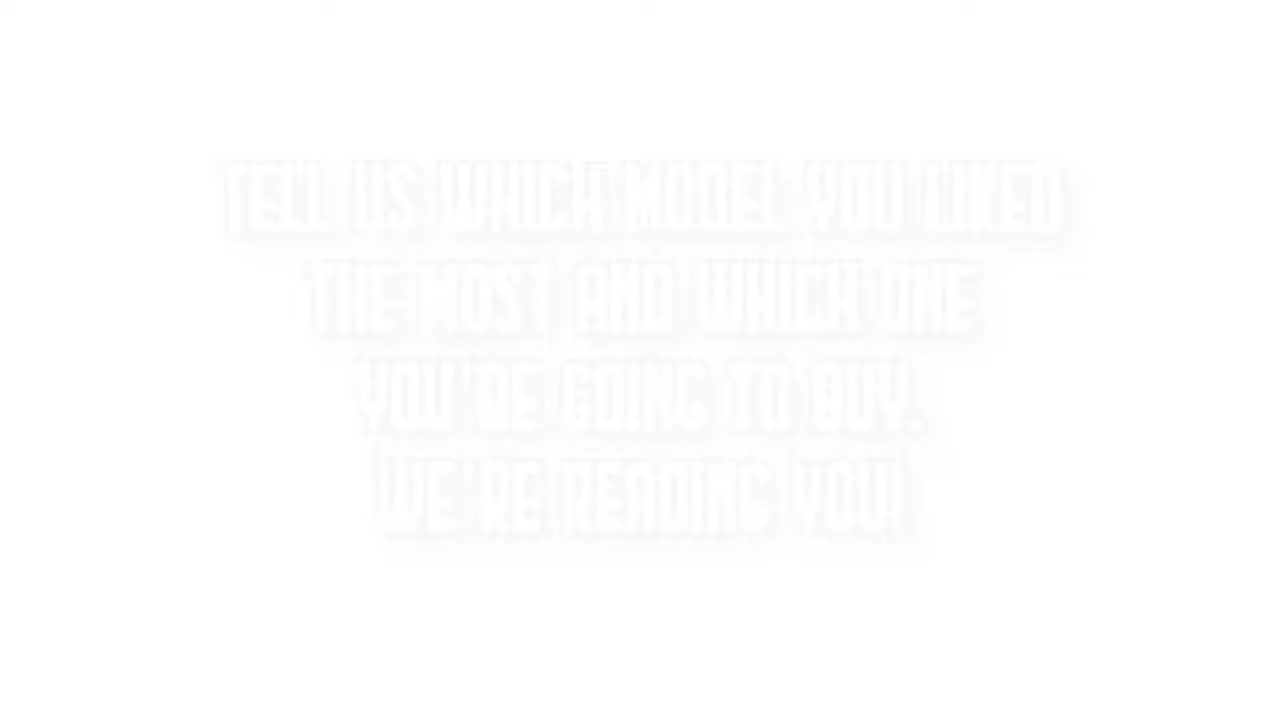 TELL US WHICH MODEL YOU LIKED
THE MOST AND WHICH ONE
YOU'RE GOING TO BUY.
WE'RE READING YOU!